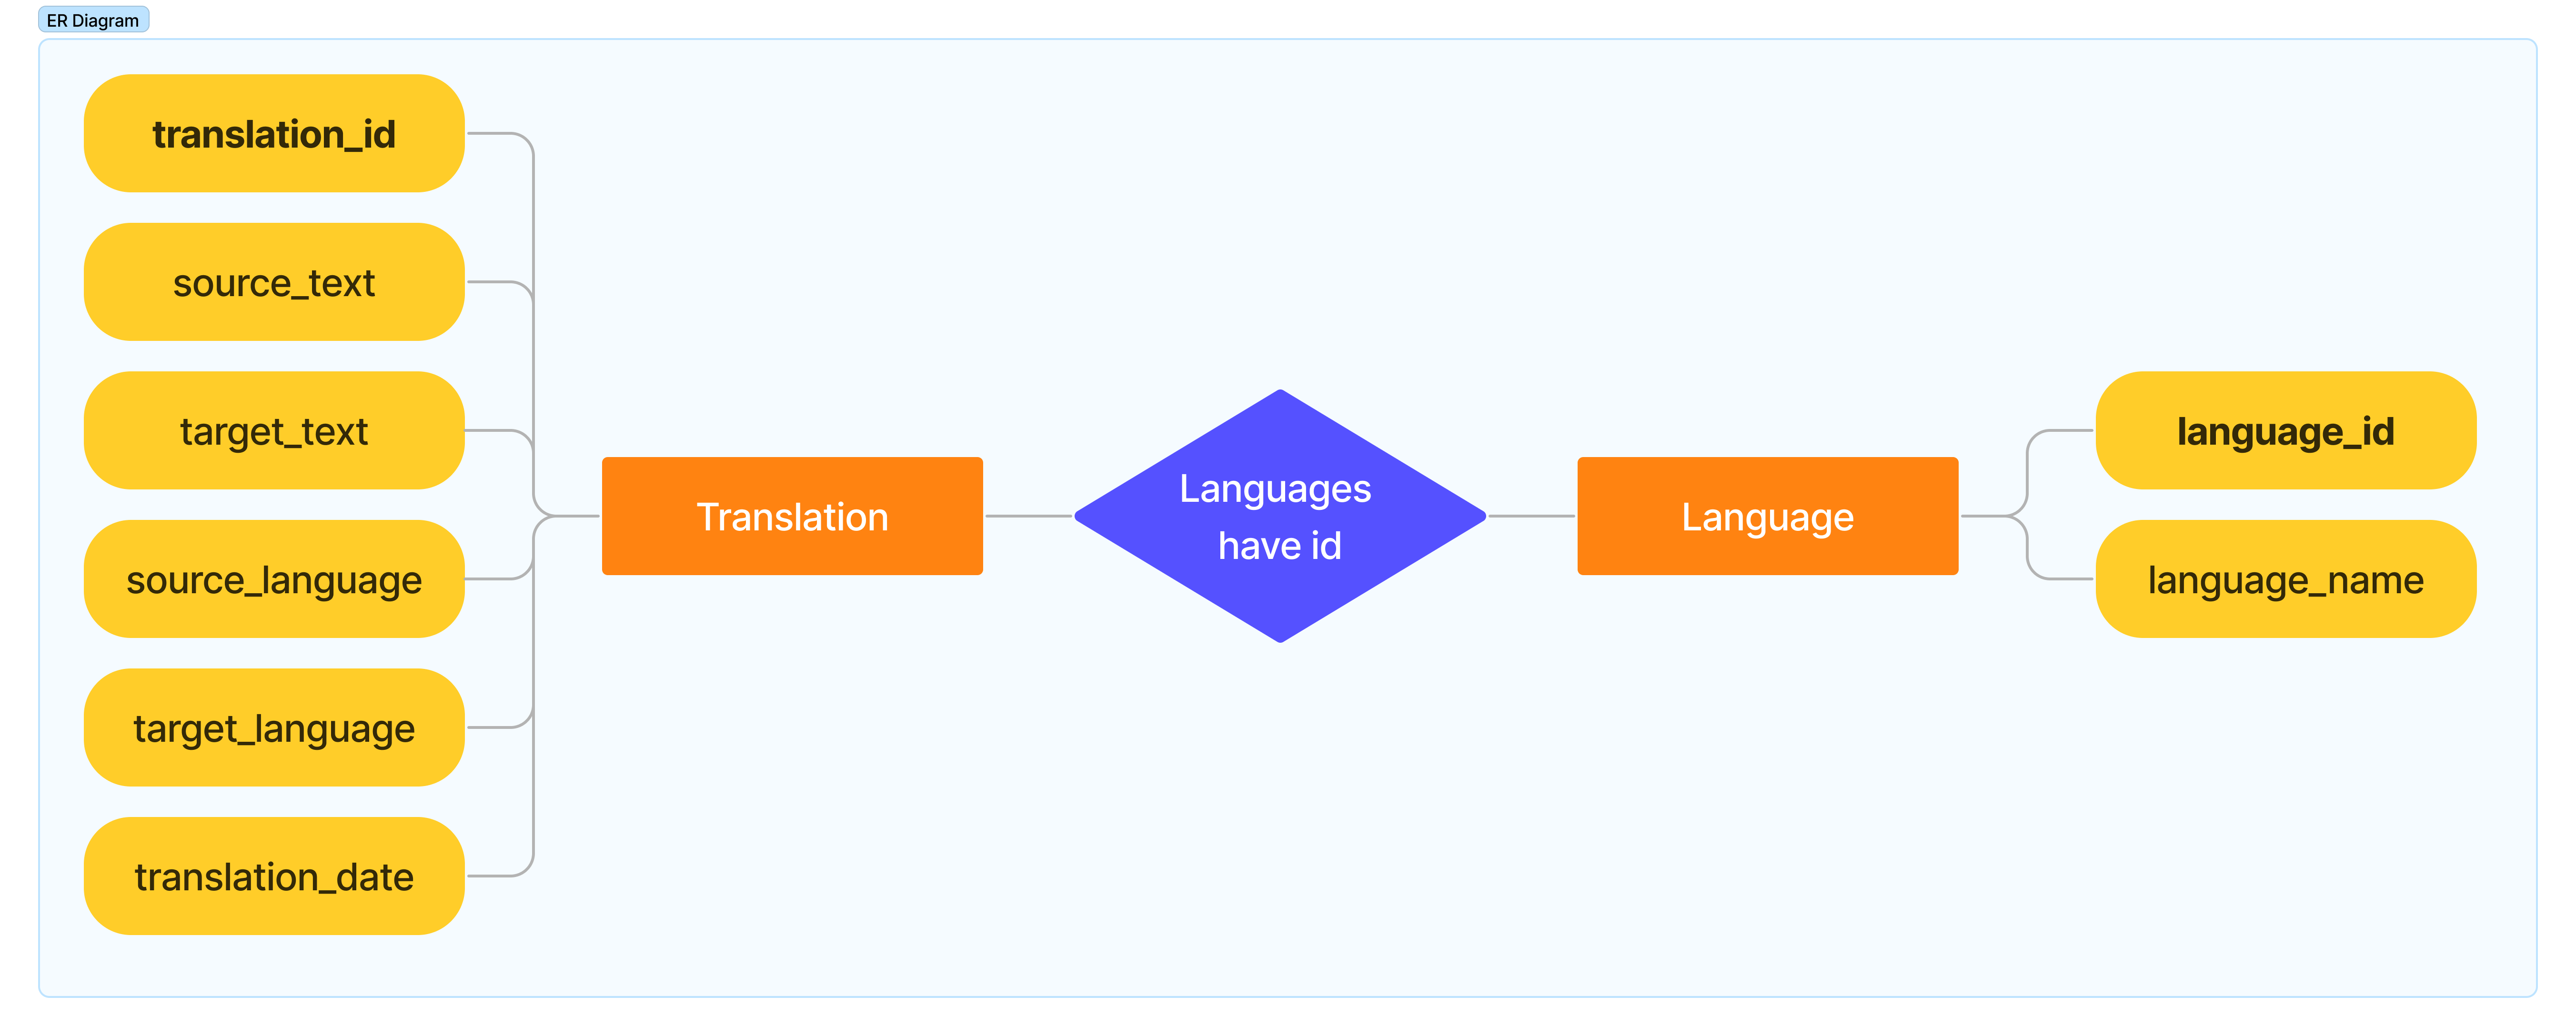 ER Diagram
translation_id
source_text
target_text
source_language
target_language
translation_date
Translation
Languages
have id
Language
language_id
language_name